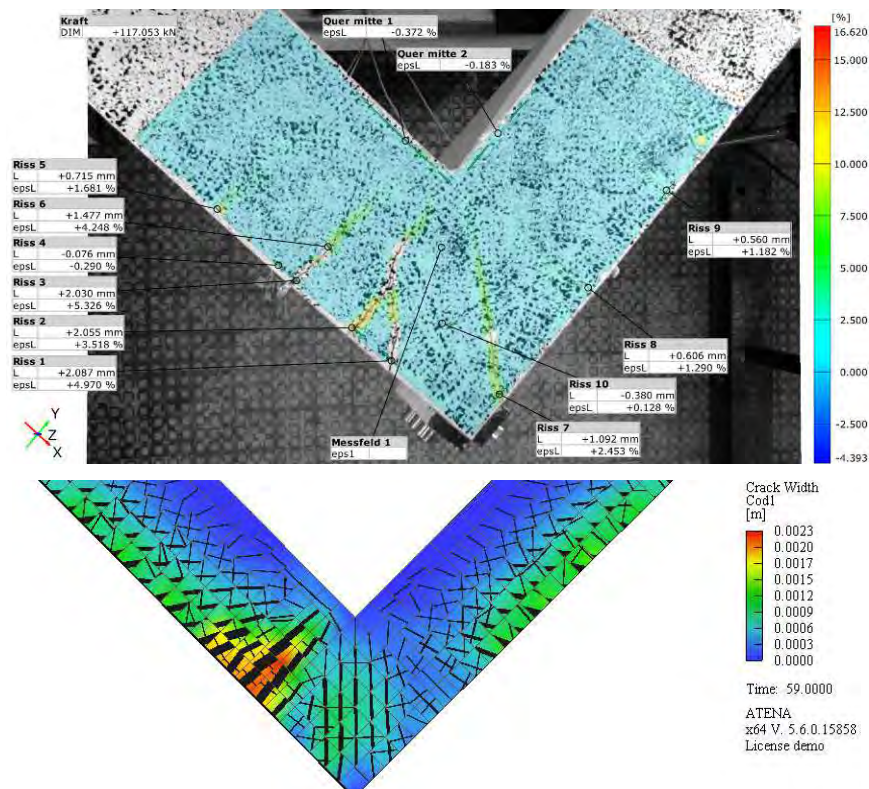 Kraft
DIM +117.053 kN
Quer mitte 1
epsL -0.372 %
Quer mitte 2
epsL -0.183 %
[%]
16.620
15.000
12.500
10.000
7.500
5.000
2.500
0.000
-2.500
-4.393
Riss 5
L +0.715 mm
epsL +1.681 %
Riss 6
L +1.477 mm
epsL +4.248 %
Riss 4
L -0.076 mm
epsL -0.290 %
Riss 3
L +2.030 mm
epsL +5.326 %
Riss 2
L +2.055 mm
epsL +3.518 %
Riss 1
L +2.087 mm
epsL +4.970 %
Riss 9
L +0.560 mm
epsL +1.182 %
Riss 8
L +0.606 mm
epsL +1.290 %
Riss 10
L -0.380 mm
epsL +0.128 %
Riss 7
L +1.092 mm
epsL +2.453 %
Messfeld 1
eps1
Y
Z
X
Crack Width
Cod1
[m]
0.0023
0.0020
0.0017
0.0015
0.0012
0.0009
0.0006
0.0003
0.0000
Time: 59.0000
ATENA
x64 V. 5.6.0.15858
License demo